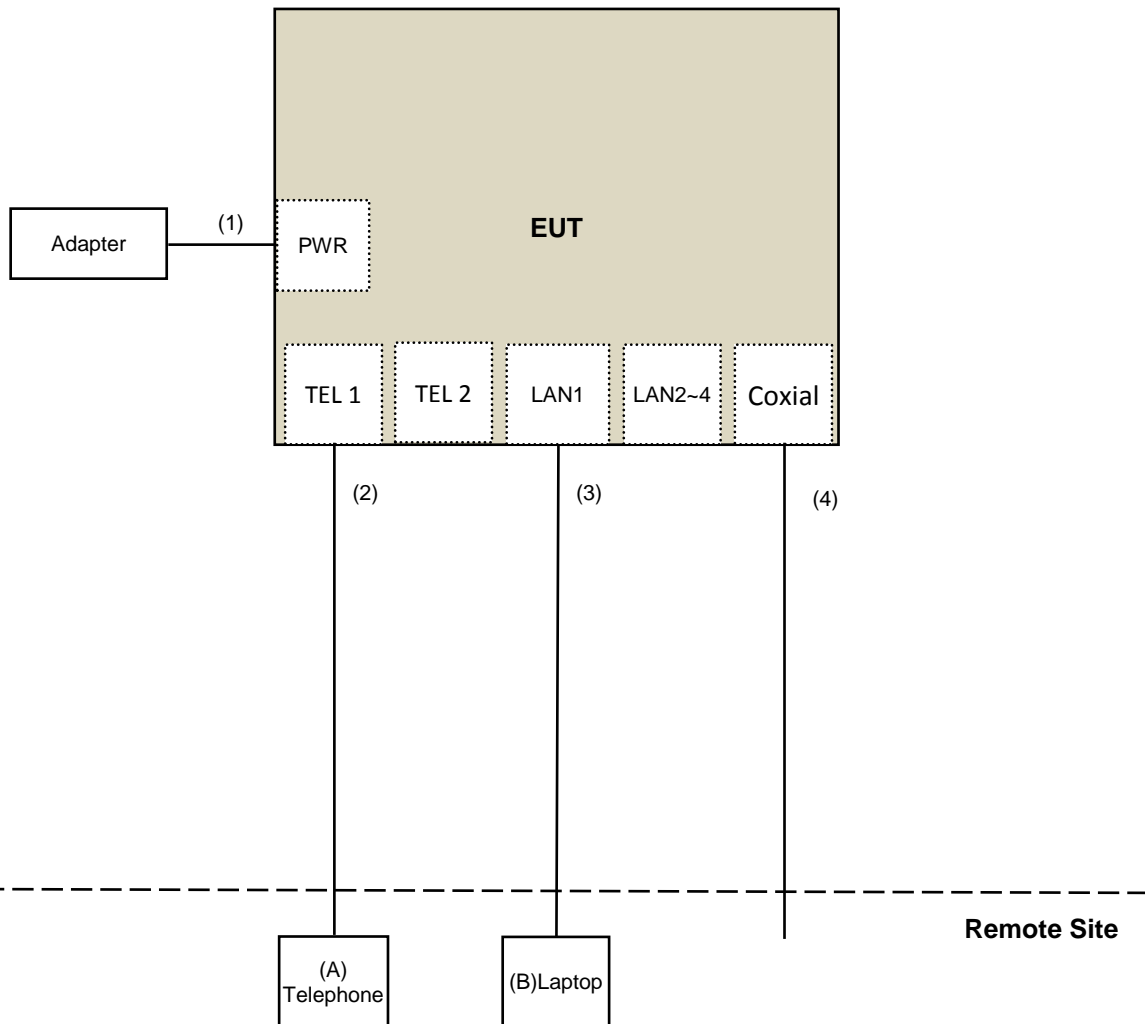 EUT
(1)
Adapter
PWR
TEL 1
TEL 2
LAN1
LAN2~4
Coxial
(2)
(3)
(4)
Remote Site
(A)
Telephone
(B)Laptop